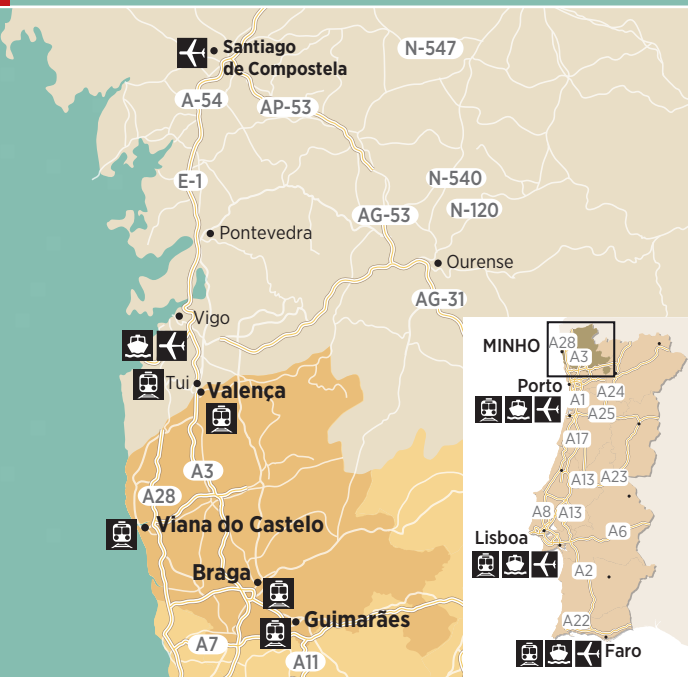 Santiago
de Compostela
N-547
A-54
AP-53
E-1
N-540
N-120
AG-53
Pontevedra
Ourense
AG-31
Vigo
Tui
Valença
A3
A28
Viana do Castelo
Braga
Guimarães
A7
A11
MINHO
A28
A3
Porto
A1
A24
A25
A17
A13
A23
A8
A13
A6
Lisboa
A2
A22
Faro